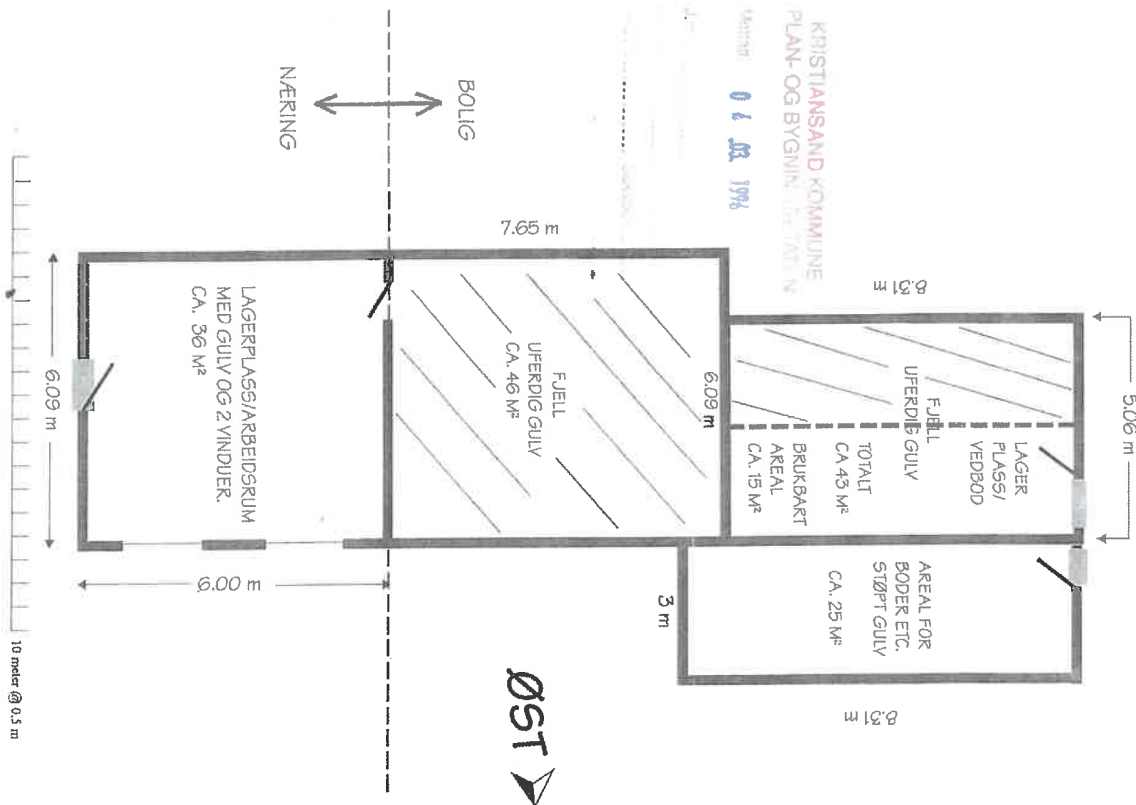 KRISTIANSAND KOMMUNE
PLAN- OG BYGNIN
03 1996
BOLIG
NÆRING
7.65 m
8.31 m
5.06 m
6.09 m
FJELL
UFERDIG GULV
LAGER
PLASS/
VEDBOD
TOTALT
CA 43 M²
BRUKBART
AREAL
CA. 15 M²
FJELL
UFERDIG GULV
CA. 46 M²
LAGERPLASS/ARBEIDSRUM
MED GULV OG 2 VINDUER.
CA. 36 M²
6.09 m
6.00 m
3 m
AREAL FOR
BODER ETC.
STØPT GULV
CA. 25 M²
8.31 m
ØST
10 meter @ 0.5 m